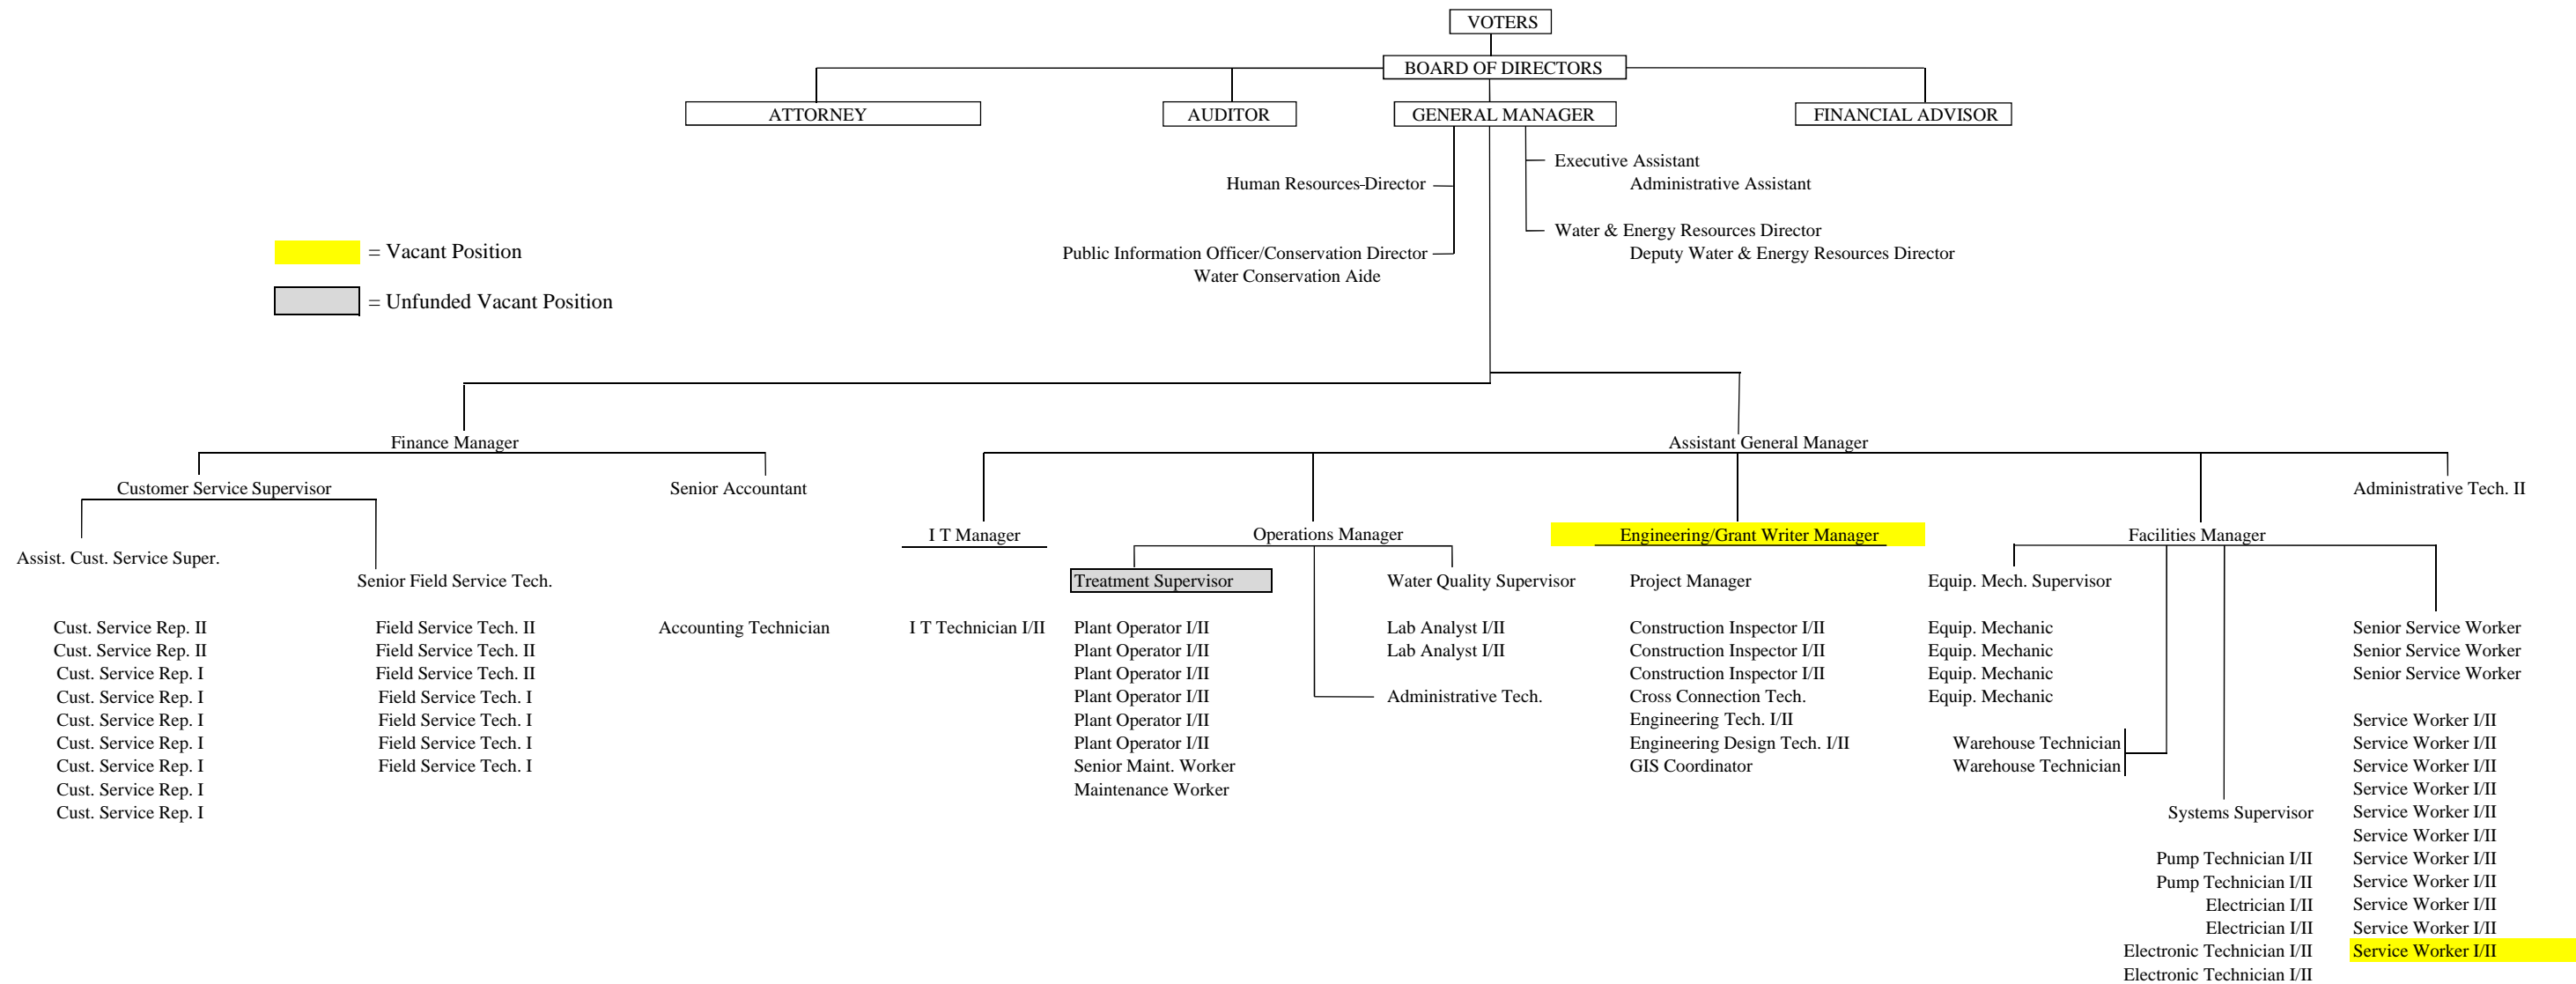 VOTERS
BOARD OF DIRECTORS
ATTORNEY
AUDITOR
GENERAL MANAGER
FINANCIAL ADVISOR
Executive Assistant
Administrative Assistant
Human Resources-Director
Water & Energy Resources Director
Deputy Water & Energy Resources Director
Public Information Officer/Conservation Director
Water Conservation Aide
= Vacant Position
= Unfunded Vacant Position
Finance Manager
Assistant General Manager
Customer Service Supervisor
Senior Accountant
Administrative Tech. II
I T Manager
Operations Manager
Engineering/Grant Writer Manager
Facilities Manager
Assist. Cust. Service Super.
Senior Field Service Tech.
Treatment Supervisor
Water Quality Supervisor
Project Manager
Equip. Mech. Supervisor
Cust. Service Rep. II
Cust. Service Rep. II
Cust. Service Rep. I
Cust. Service Rep. I
Cust. Service Rep. I
Cust. Service Rep. I
Cust. Service Rep. I
Cust. Service Rep. I
Cust. Service Rep. I
Field Service Tech. II
Field Service Tech. II
Field Service Tech. II
Field Service Tech. I
Field Service Tech. I
Field Service Tech. I
Field Service Tech. I
Accounting Technician
I T Technician I/II
Plant Operator I/II
Plant Operator I/II
Plant Operator I/II
Plant Operator I/II
Plant Operator I/II
Plant Operator I/II
Senior Maint. Worker
Maintenance Worker
Lab Analyst I/II
Lab Analyst I/II
Administrative Tech.
Construction Inspector I/II
Construction Inspector I/II
Construction Inspector I/II
Cross Connection Tech.
Engineering Tech. I/II
Engineering Design Tech. I/II
GIS Coordinator
Equip. Mechanic
Equip. Mechanic
Equip. Mechanic
Equip. Mechanic
Warehouse Technician
Warehouse Technician
Systems Supervisor
Pump Technician I/II
Pump Technician I/II
Electrician I/II
Electrician I/II
Electronic Technician I/II
Electronic Technician I/II
Senior Service Worker
Senior Service Worker
Senior Service Worker
Service Worker I/II
Service Worker I/II
Service Worker I/II
Service Worker I/II
Service Worker I/II
Service Worker I/II
Service Worker I/II
Service Worker I/II
Service Worker I/II
Service Worker I/II
Service Worker I/II